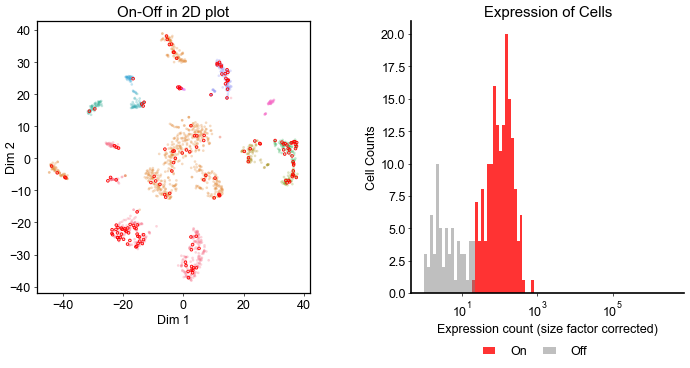 On-Off in 2D plot
40
30
20
10
0
−10
−20
−30
−40
Dim 2
−40 −20 0 20 40
Dim 1
Expression of Cells
20.0
17.5
15.0
12.5
10.0
7.5
5.0
2.5
0.0
Cell Counts
10^1 10^3 10^5
Expression count (size factor corrected)
On Off